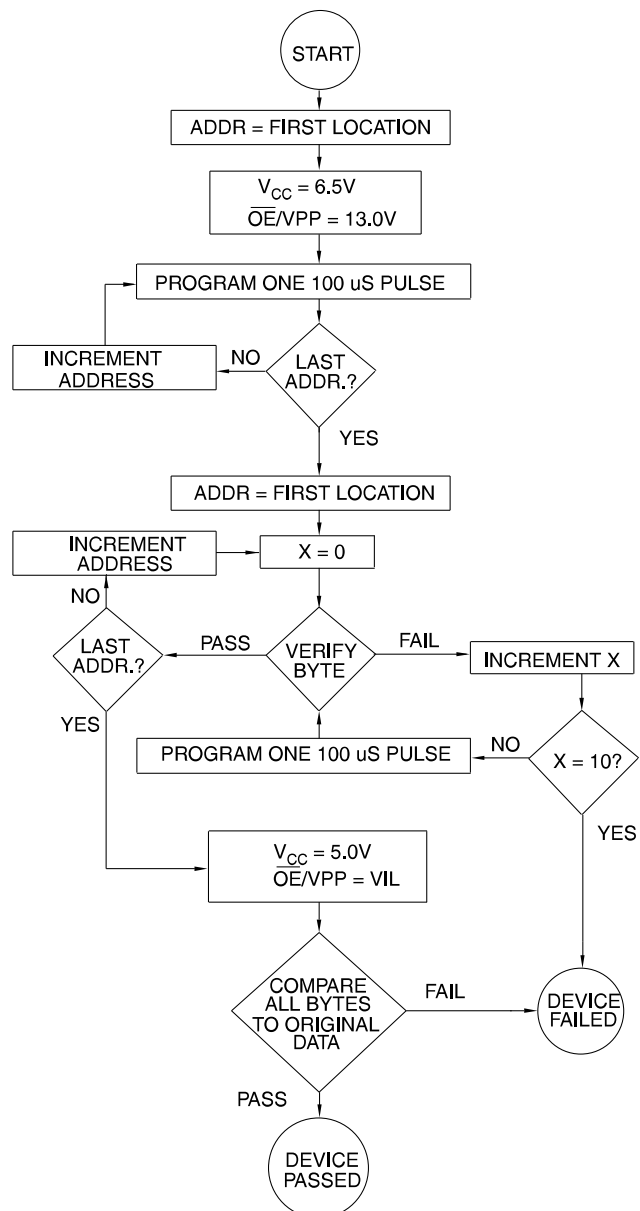 START
ADDR = FIRST LOCATION
VCC = 6.5V
OE/VPP = 13.0V
PROGRAM ONE 100 uS PULSE
INCREMENT
ADDRESS
NO
LAST
ADDR.?
YES
ADDR = FIRST LOCATION
INCREMENT
ADDRESS
X = 0
NO
LAST
ADDR.?
PASS
VERIFY
BYTE
FAIL
INCREMENT X
YES
PROGRAM ONE 100 uS PULSE
NO
X = 10?
YES
VCC = 5.0V
OE/VPP = VIL
COMPARE
ALL BYTES
TO ORIGINAL
DATA
FAIL
DEVICE
FAILED
PASS
DEVICE
PASSED